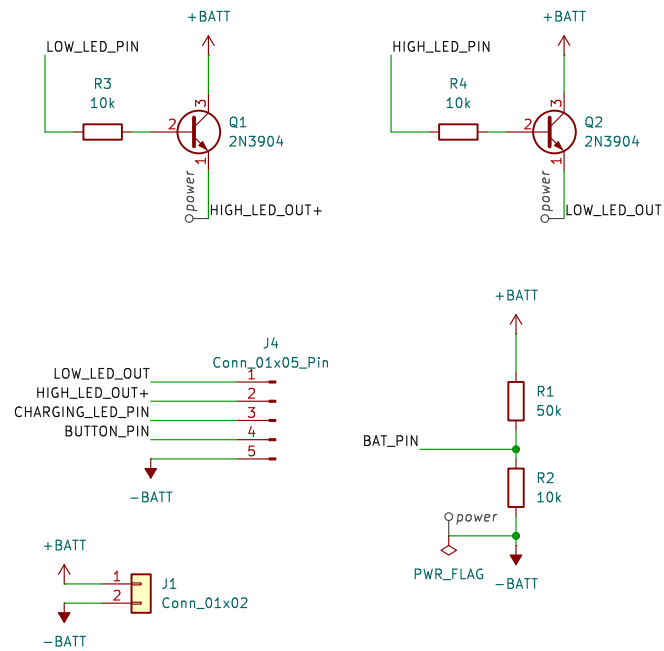 +BATT
+BATT
LOW_LED_PIN
HIGH_LED_PIN
R3
10k
3
2
Q1
2N3904
1
power
HIGH_LED_OUT+
R4
10k
3
2
Q2
2N3904
1
power
LOW_LED_OUT
+BATT
J4
Conn_01x05_Pin
LOW_LED_OUT
1
HIGH_LED_OUT+
2
CHARGING_LED_PIN
3
BUTTON_PIN
4
5
-BATT
R1
50k
BAT_PIN
R2
10k
power
PWR_FLAG
-BATT
+BATT
1
2
J1
Conn_01x02
-BATT